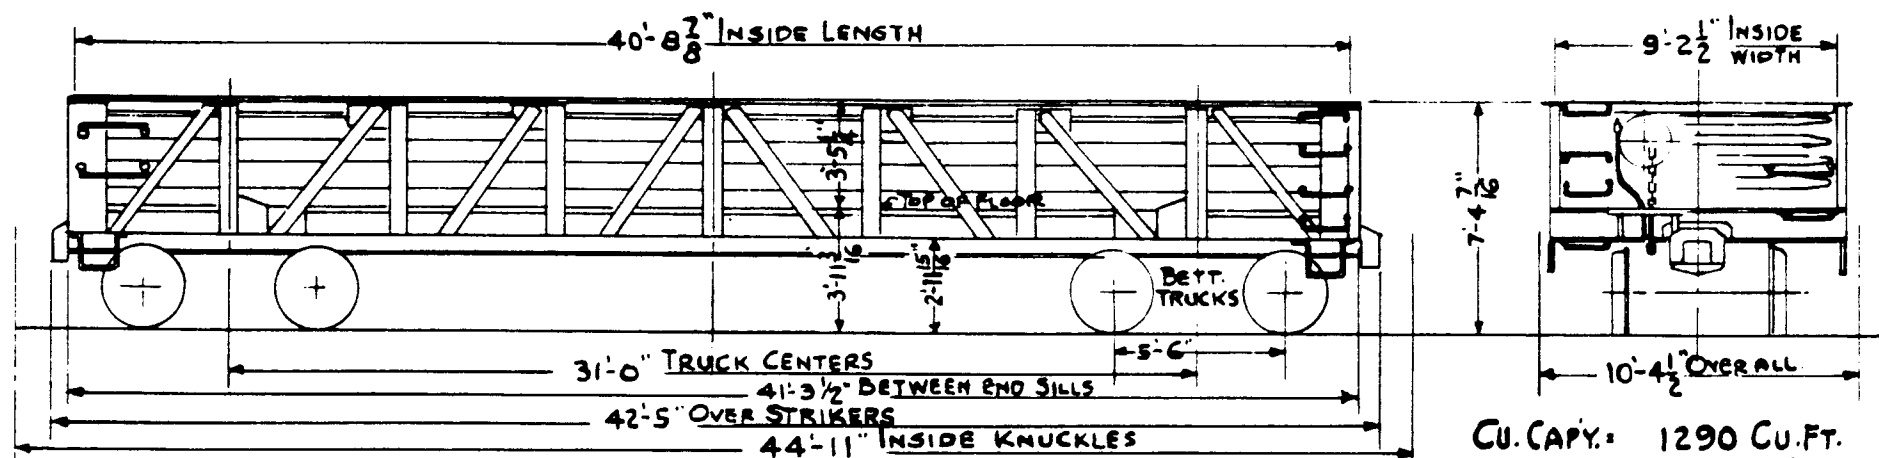 40'-8 7/8" INSIDE LENGTH
9'-2 1/2" INSIDE
WIDTH
3'-5 1/4"
TOP OF FLOOR
7'-4 7/16"
3'-11 3/16"
2'-11 15/16"
BETT.
TRUCKS
5'-6"
31'-0" TRUCK CENTERS
41'-3 1/2" BETWEEN END SILLS
10'-4 1/2" OVERALL
42'-5" OVER STRIKERS
44'-11" INSIDE KNUCKLES
CU. CAPY.: 1290 CU. FT.